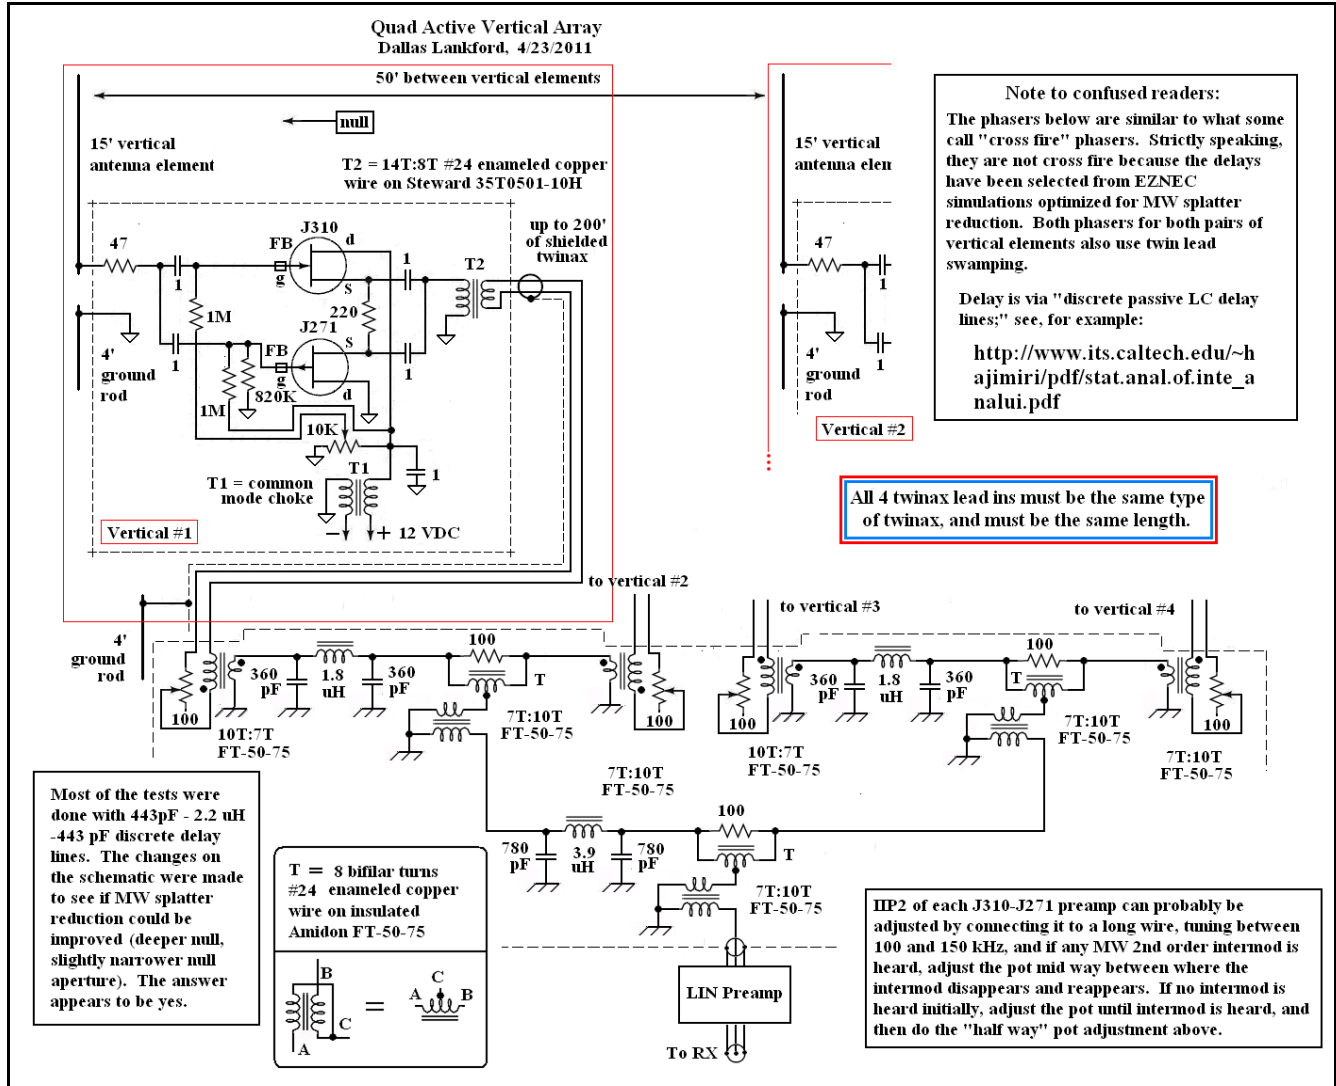 Quad Active Vertical Array
Dallas Lankford, 4/23/2011
50' between vertical elements
null
15' vertical
antenna element
T2 = 14T:8T #24 enameled copper
wire on Steward 35T0501-10H
up to 200'
of shielded
twinax
47
1
FB
J310
d
g
s
1
T2
1M
220
J271
1
FB
s
g
d
1
4'
ground
rod
1M
820K
10K
T1
1
T1 = common
mode choke
Vertical #1
- + 12 VDC
15' vertical
antenna elem
47
1
1
4'
ground
rod
Vertical #2
Note to confused readers:
The phasers below are similar to what some
call "cross fire" phasers. Strictly speaking,
they are not cross fire because the delays
have been selected from EZNEC
simulations optimized for MW splatter
reduction. Both phasers for both pairs of
vertical elements also use twin lead
swamping.
Delay is via "discrete passive LC delay
lines;" see, for example:
http://www.its.caltech.edu/~h
ajimiri/pdf/stat.anal.of.inte_a
nalui.pdf
All 4 twinax lead ins must be the same type
of twinax, and must be the same length.
to vertical #2
to vertical #3
to vertical #4
4'
ground
rod
100
10T:7T
FT-50-75
360
pF
1.8
uH
360
pF
100
T
7T:10T
FT-50-75
100
7T:10T
FT-50-75
100
10T:7T
FT-50-75
360
pF
1.8
uH
360
pF
100
T
7T:10T
FT-50-75
100
7T:10T
FT-50-75
780
pF
3.9
uH
780
pF
100
T
7T:10T
FT-50-75
LIN Preamp
To RX
Most of the tests were
done with 443pF - 2.2 uH
-443 pF discrete delay
lines. The changes on
the schematic were made
to see if MW splatter
reduction could be
improved (deeper null,
slightly narrower null
aperture). The answer
appears to be yes.
T = 8 bifilar turns
#24 enameled copper
wire on insulated
Amidon FT-50-75
B
C
A
=
A
C
B
IIP2 of each J310-J271 preamp can probably be
adjusted by connecting it to a long wire, tuning between
100 and 150 kHz, and if any MW 2nd order intermod is
heard, adjust the pot mid way between where the
intermod disappears and reappears. If no intermod is
heard initially, adjust the pot until intermod is heard, and
then do the "half way" pot adjustment above.